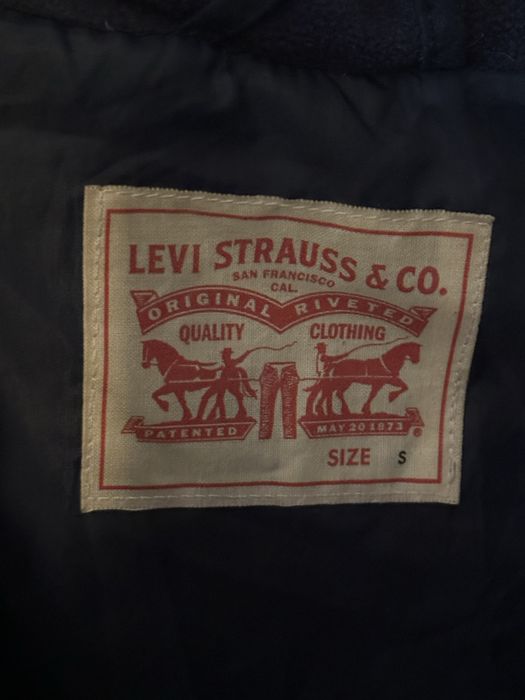 LEVI STRAUSS & CO.
SAN FRANCISCO
CAL.
ORIGINAL RIVETED
QUALITY CLOTHING
PATENTED MAY 20 1873 ®
SIZE S